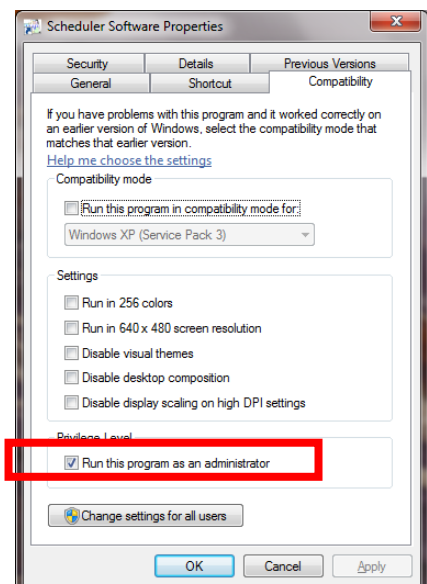 Scheduler Software Properties
Security Details Previous Versions
General Shortcut Compatibility
If you have problems with this program and it worked correctly on
an earlier version of Windows, select the compatibility mode that
matches that earlier version.
Help me choose the settings
Compatibility mode
Run this program in compatibility mode for:
Windows XP (Service Pack 3)
Settings
Run in 256 colors
Run in 640 x 480 screen resolution
Disable visual themes
Disable desktop composition
Disable display scaling on high DPI settings
Privilege Level
Run this program as an administrator
Change settings for all users
OK Cancel Apply